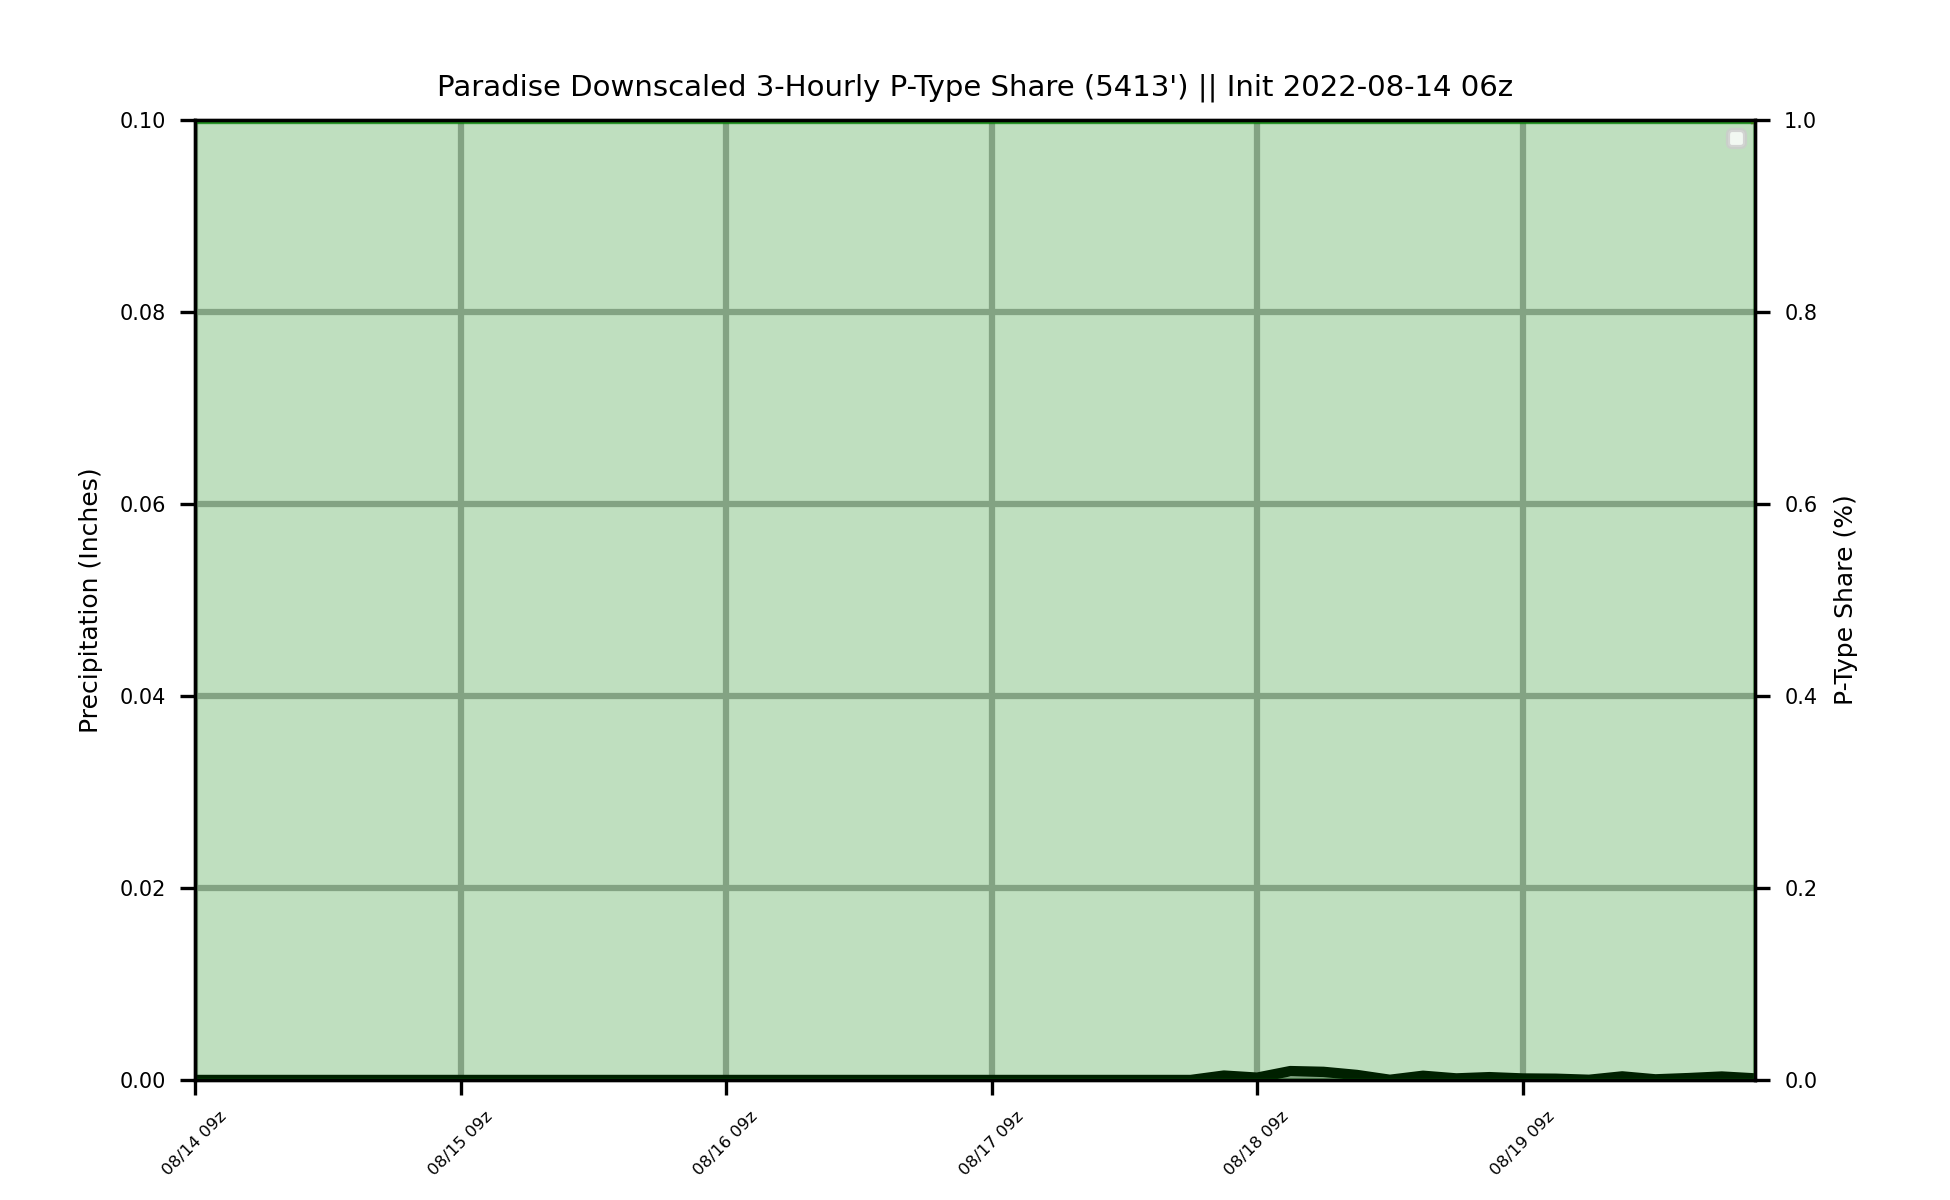 Paradise Downscaled 3-Hourly P-Type Share (5413') || Init 2022-08-14 06z
Precipitation (Inches)
0.10
0.08
0.06
0.04
0.02
0.00
1.0
0.8
0.6
0.4
0.2
0.0
P-Type Share (%)
08/14 09z
08/15 09z
08/16 09z
08/17 09z
08/18 09z
08/19 09z